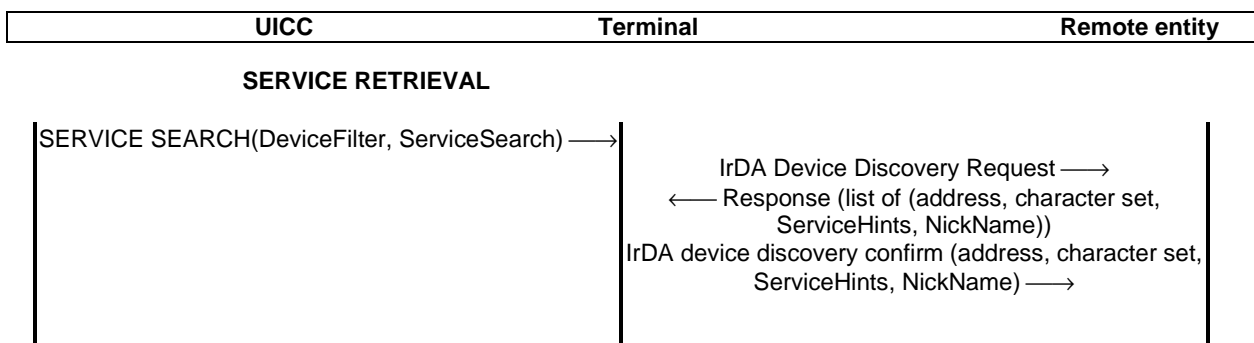 UICC Terminal Remote entity
SERVICE RETRIEVAL
SERVICE SEARCH(DeviceFilter, ServiceSearch) ⟶
IrDA Device Discovery Request ⟶
⟵ Response (list of (address, character set,
ServiceHints, NickName))
IrDA device discovery confirm (address, character set,
ServiceHints, NickName) ⟶